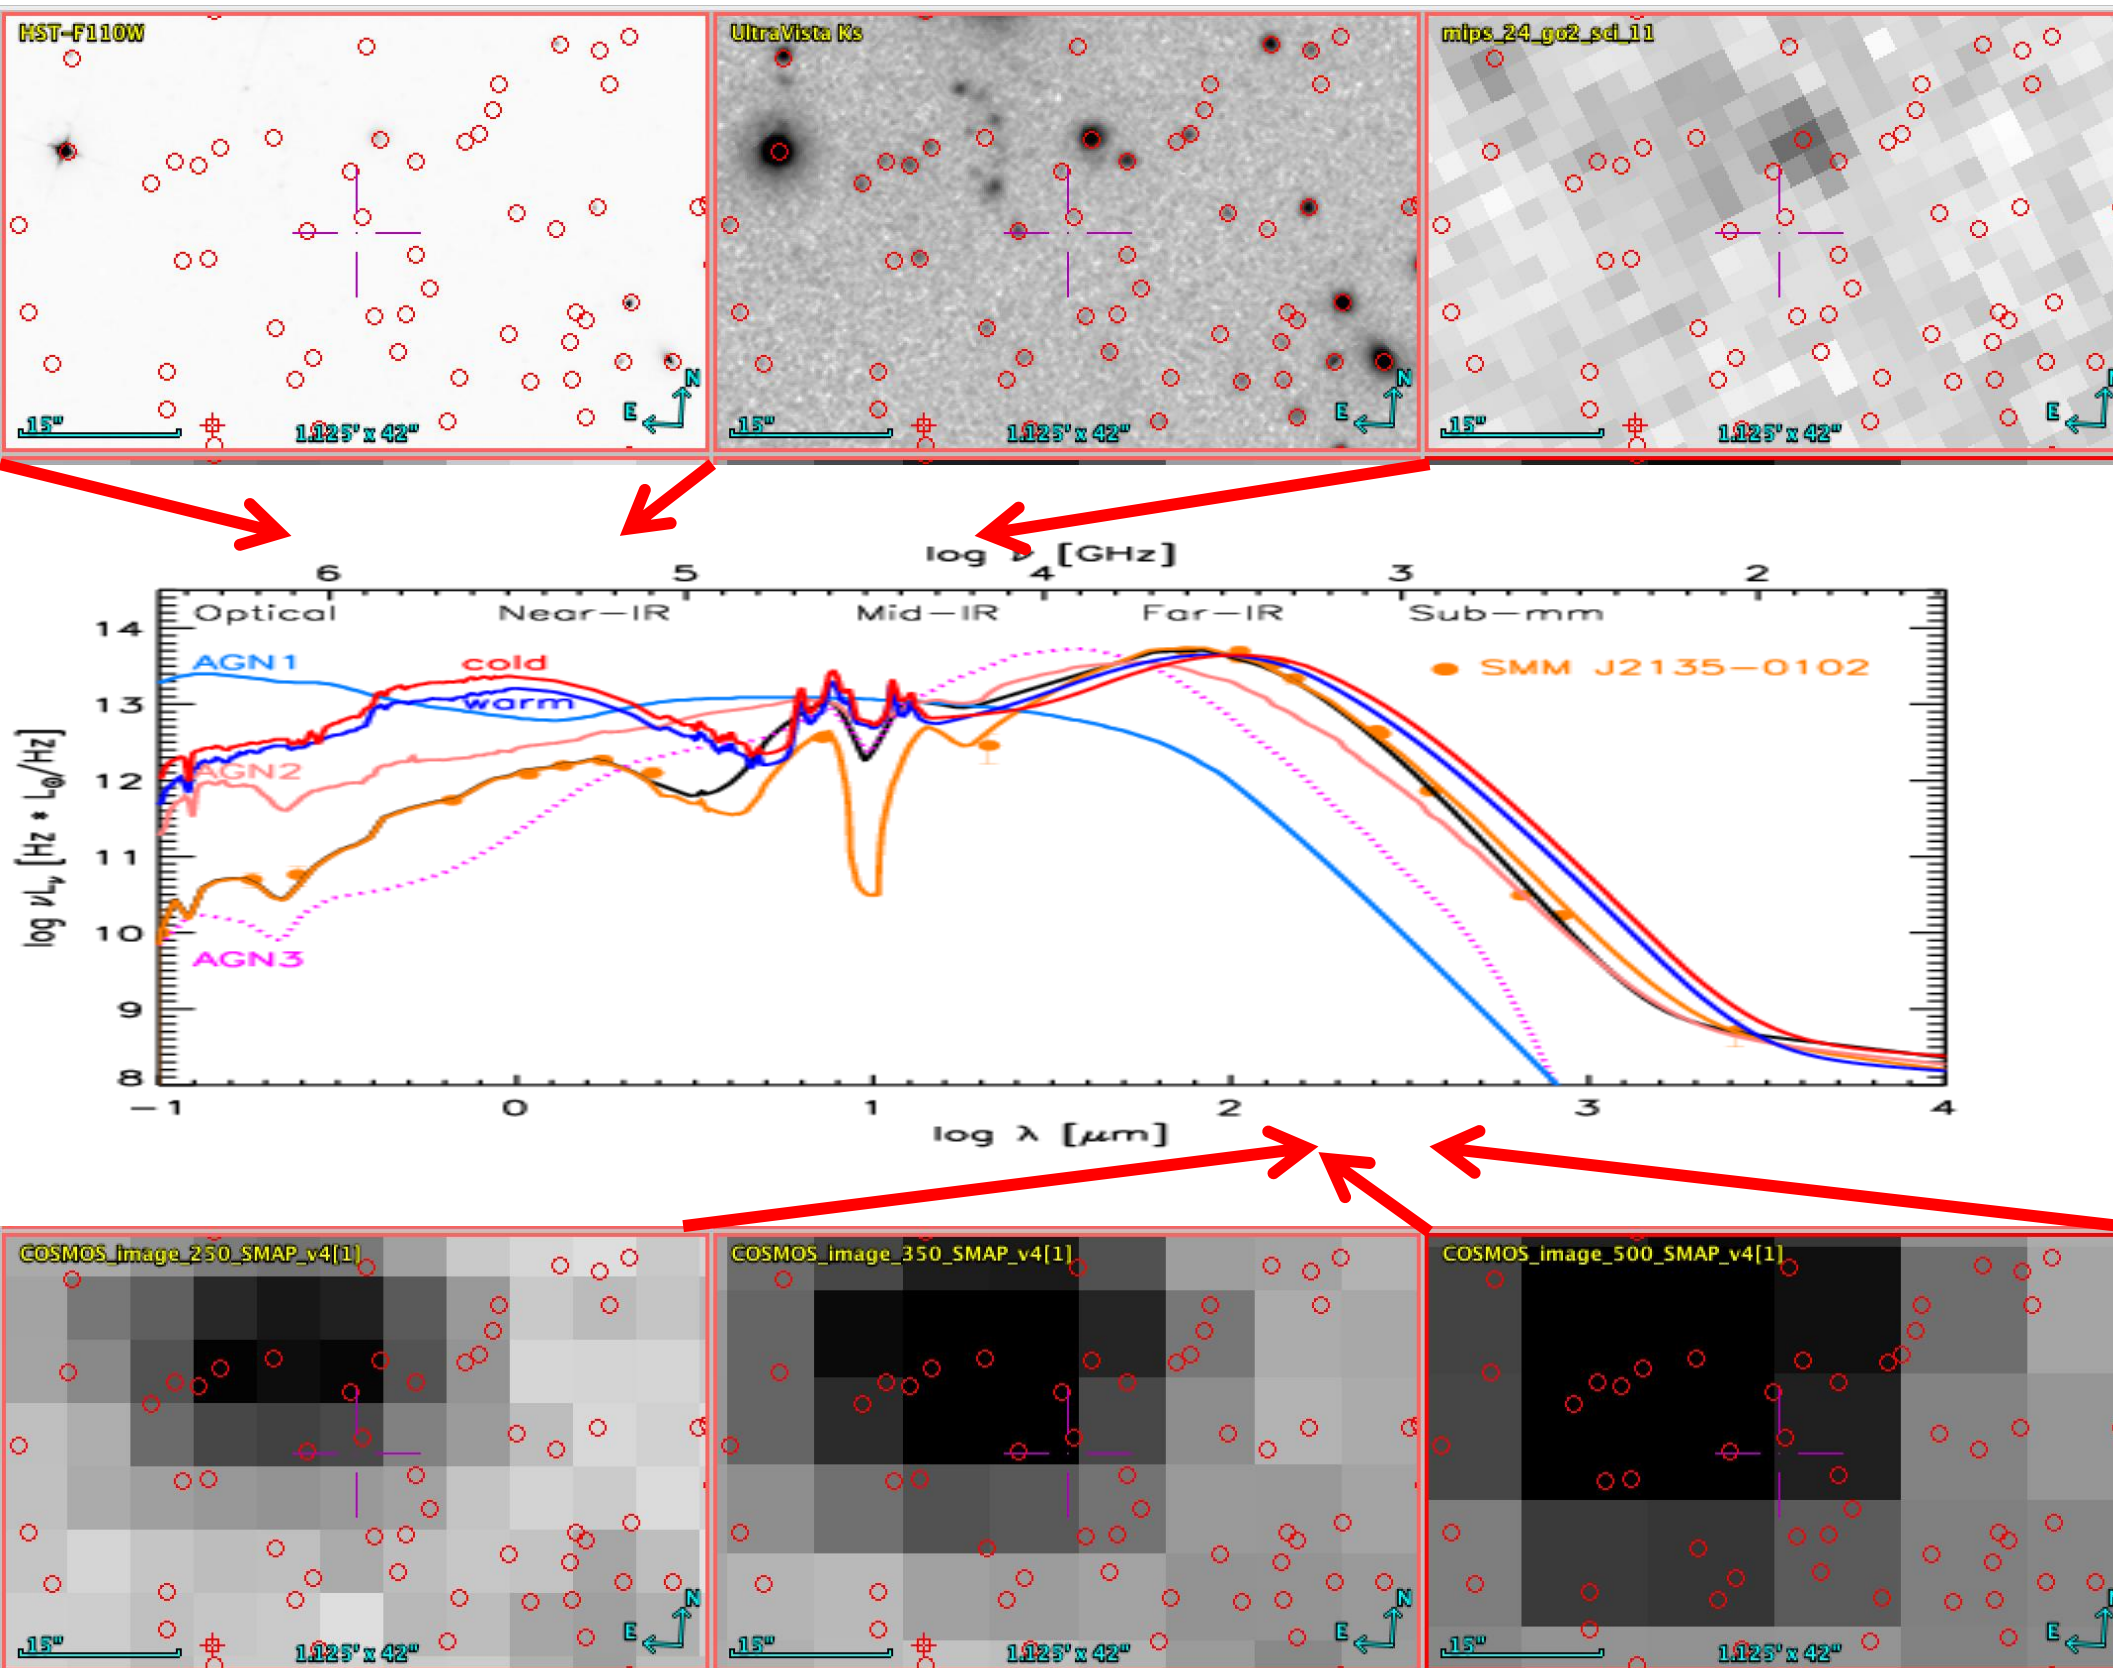 HST-F110W
UltraVista Ks
mips_24_go2_sci_11
N
N
N
E
E
E
15"
1.125' x 42"
15"
1.125' x 42"
15"
1.125' x 42"
log ν [GHz]
6 5 4 3 2
Optical Near-IR Mid-IR Far-IR Sub-mm
14
AGN1
cold
SMM J2135-0102
13
warm
log νLν [Hz * L⊙/Hz]
12
AGN2
11
10
AGN3
9
8
-1 0 1 2 3 4
log λ [μm]
COSMOS_image_250_SMAP_v4[1]
COSMOS_image_350_SMAP_v4[1]
COSMOS_image_500_SMAP_v4[1]
N
N
N
E
E
E
15"
1.125' x 42"
15"
1.125' x 42"
15"
1.125' x 42"